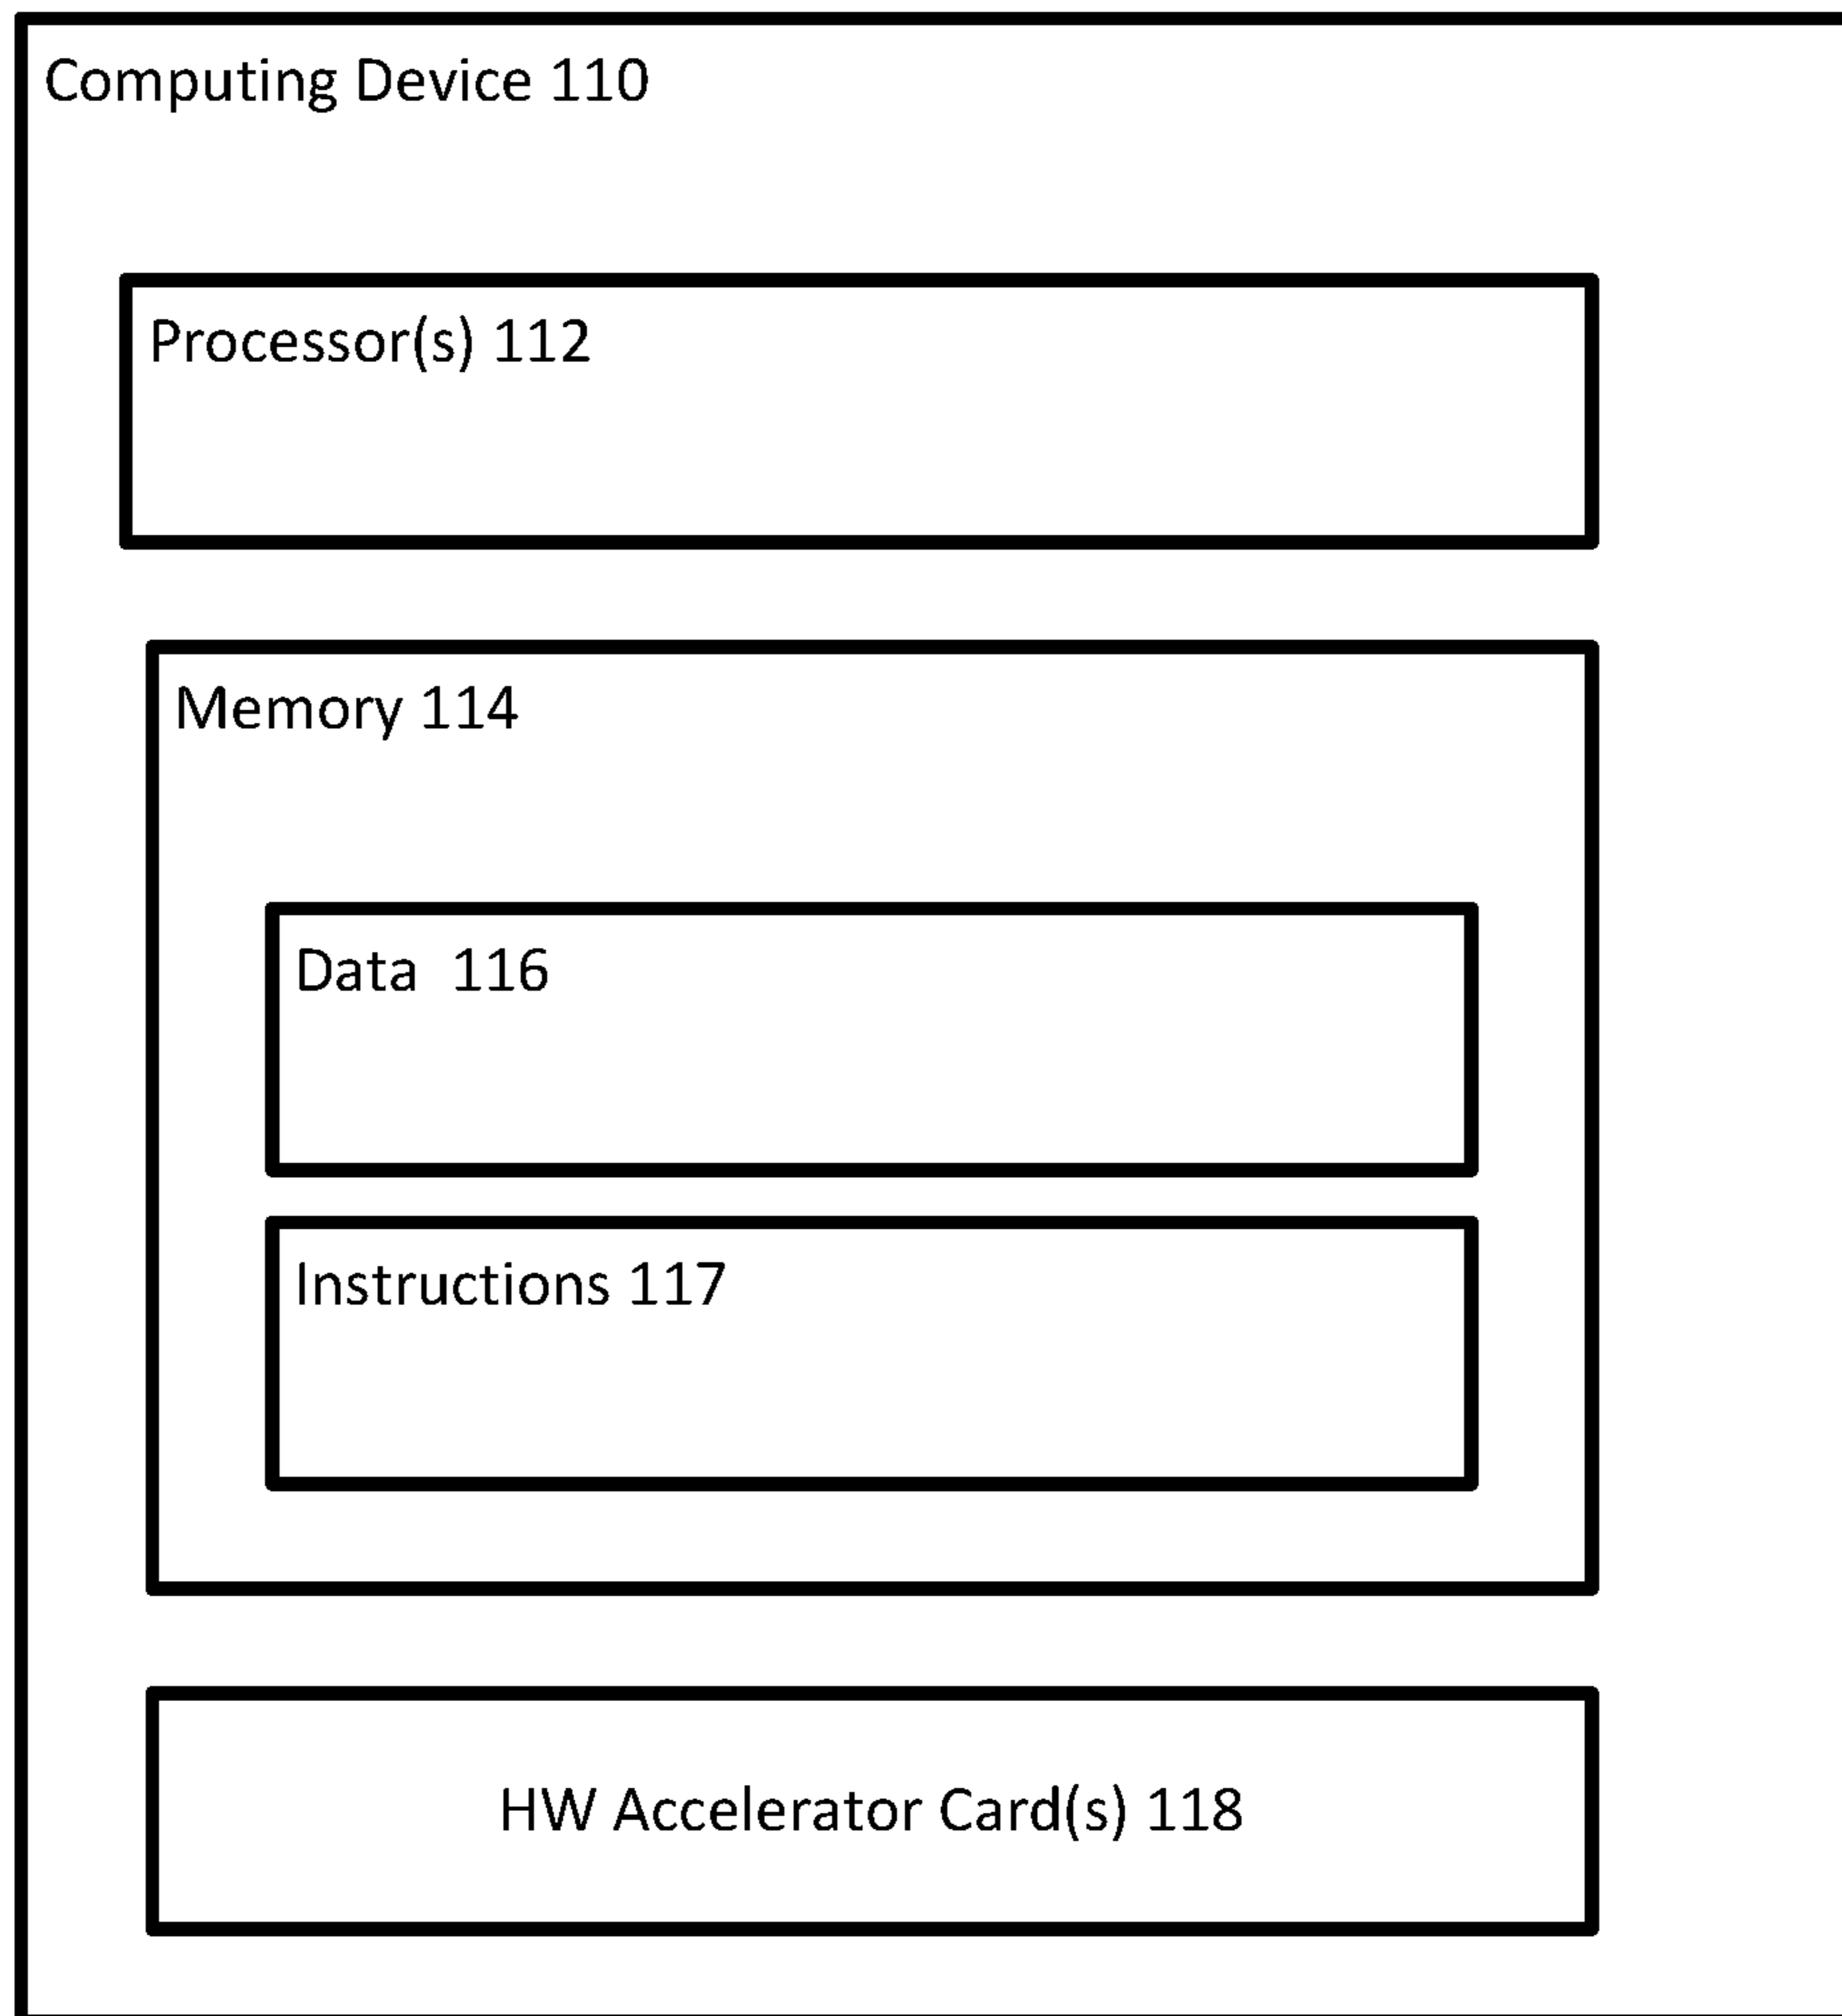 Computing Device 110
Processor(s) 112
Memory 114
Data  116
Instructions 117
HW Accelerator Card(s) 118